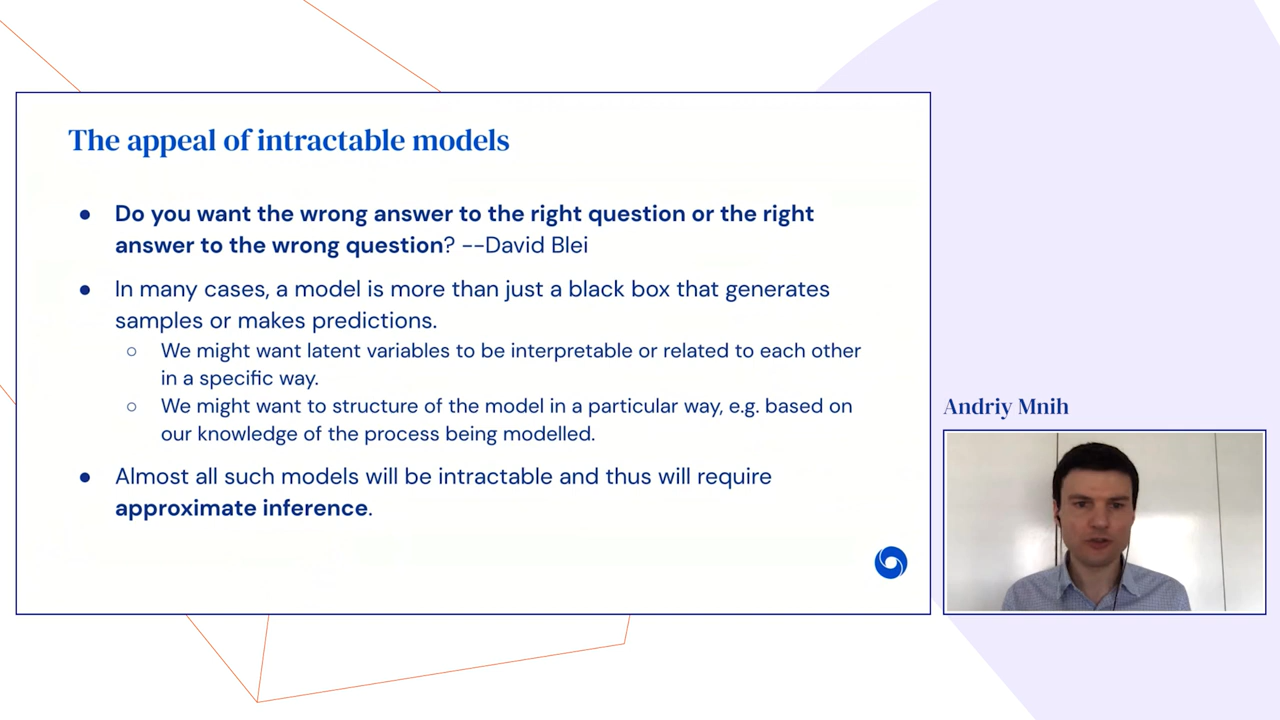 The appeal of intractable models
● Do you want the wrong answer to the right question or the right
answer to the wrong question? --David Blei
● In many cases, a model is more than just a black box that generates
samples or makes predictions.
○ We might want latent variables to be interpretable or related to each other
in a specific way.
○ We might want to structure of the model in a particular way, e.g. based on
our knowledge of the process being modelled.
● Almost all such models will be intractable and thus will require
approximate inference.
Andriy Mnih